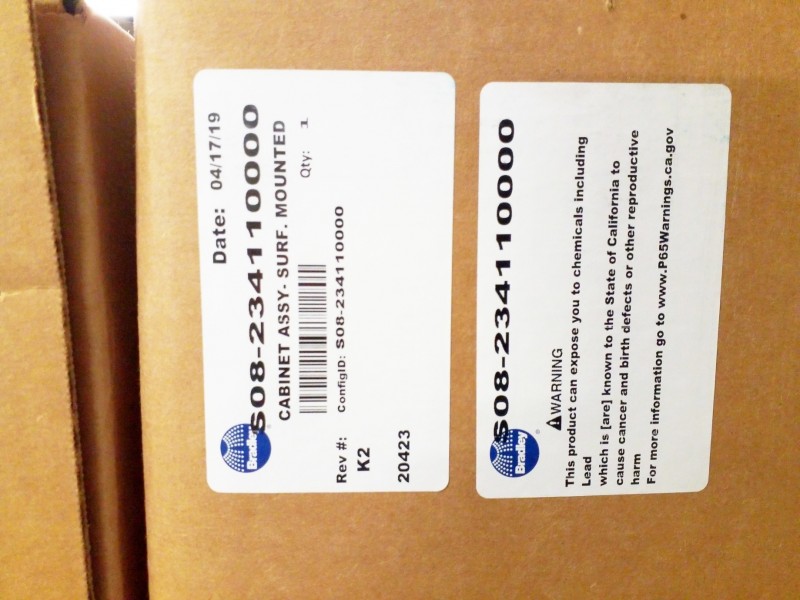 Date: 04/17/19
S08-234110000
Bradley
CABINET ASSY- SURF. MOUNTED
Qty: 1
ConfigID: S08-234110000
Rev #:
K2
20423
S08-234110000
Bradley
WARNING
This product can expose you to chemicals including
Lead
which is [are] known to the State of California to
cause cancer and birth defects or other reproductive
harm
For more information go to www.P65Warnings.ca.gov